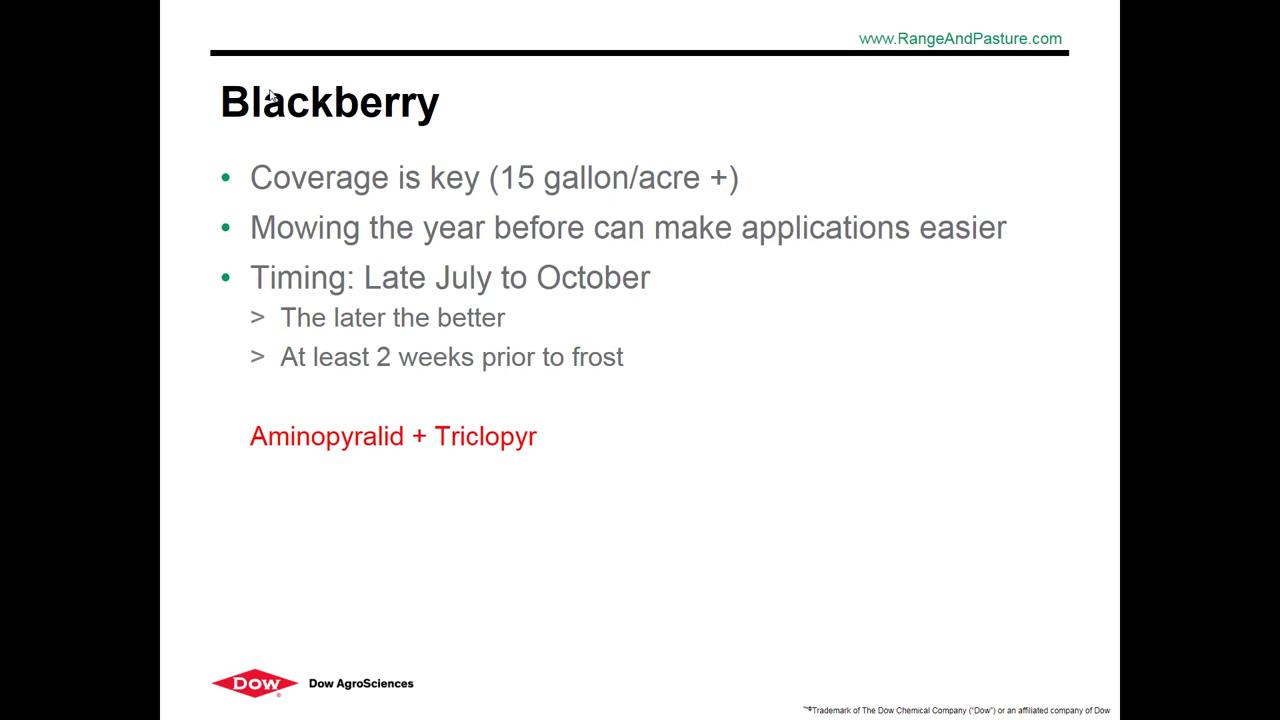 www.RangeAndPasture.com
Blackberry
• Coverage is key (15 gallon/acre +)
• Mowing the year before can make applications easier
• Timing: Late July to October
> The later the better
> At least 2 weeks prior to frost
Aminopyralid + Triclopyr
Dow® Dow AgroSciences
™®Trademark of The Dow Chemical Company ("Dow") or an affiliated company of Dow